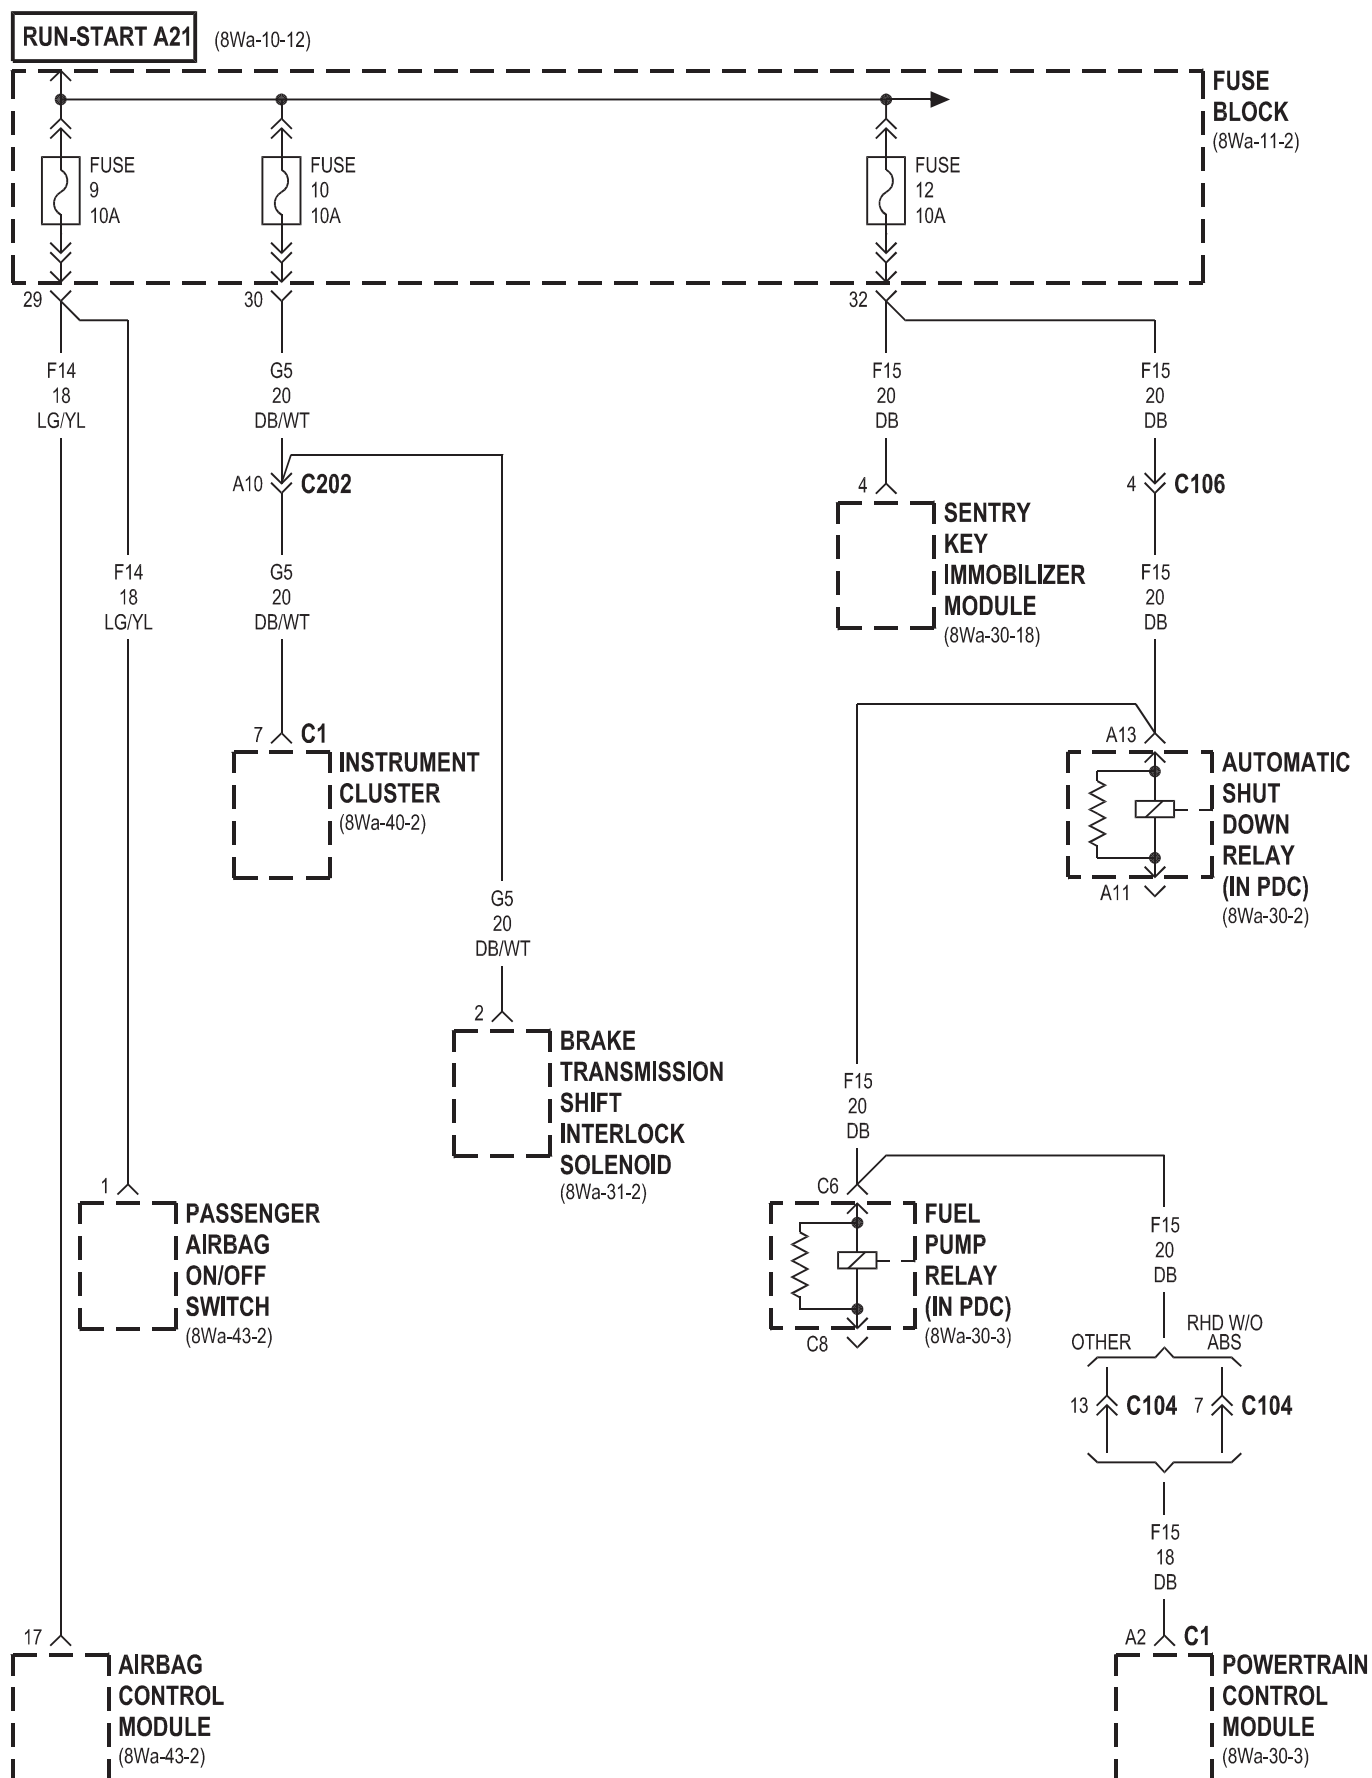 RUN-START A21 (8Wa-10-12)
FUSE
BLOCK
(8Wa-11-2)
FUSE
9
10A
FUSE
10
10A
FUSE
12
10A
29
30
32
F14
18
LG/YL
G5
20
DB/WT
F15
20
DB
F15
20
DB
A10 C202
4
4 C106
SENTRY
KEY
IMMOBILIZER
MODULE
(8Wa-30-18)
F14
18
LG/YL
G5
20
DB/WT
F15
20
DB
7 C1
INSTRUMENT
CLUSTER
(8Wa-40-2)
A13
AUTOMATIC
SHUT
DOWN
RELAY
(IN PDC)
(8Wa-30-2)
A11
G5
20
DB/WT
2
BRAKE
TRANSMISSION
SHIFT
INTERLOCK
SOLENOID
(8Wa-31-2)
F15
20
DB
1
PASSENGER
AIRBAG
ON/OFF
SWITCH
(8Wa-43-2)
C6
FUEL
PUMP
RELAY
(IN PDC)
(8Wa-30-3)
C8
F15
20
DB
OTHER
RHD W/O
ABS
13 C104
7 C104
F15
18
DB
17
AIRBAG
CONTROL
MODULE
(8Wa-43-2)
A2 C1
POWERTRAIN
CONTROL
MODULE
(8Wa-30-3)